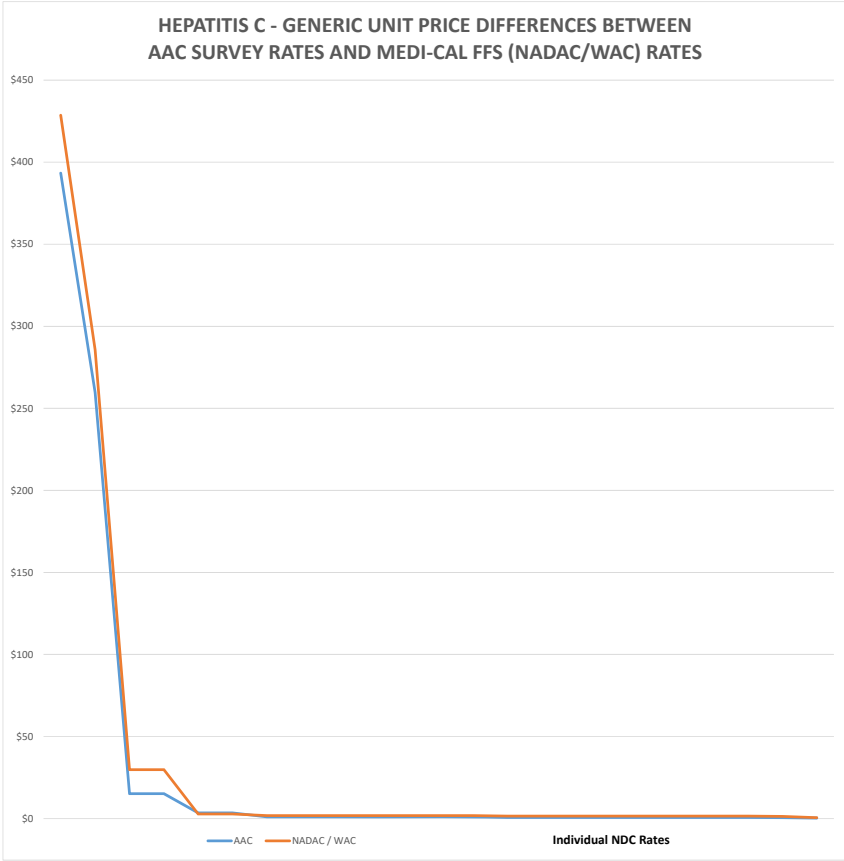 HEPATITIS C - GENERIC UNIT PRICE DIFFERENCES BETWEEN
AAC SURVEY RATES AND MEDI-CAL FFS (NADAC/WAC) RATES
$450
$400
$350
$300
$250
$200
$150
$100
$50
$0
AAC
NADAC / WAC
Individual NDC Rates